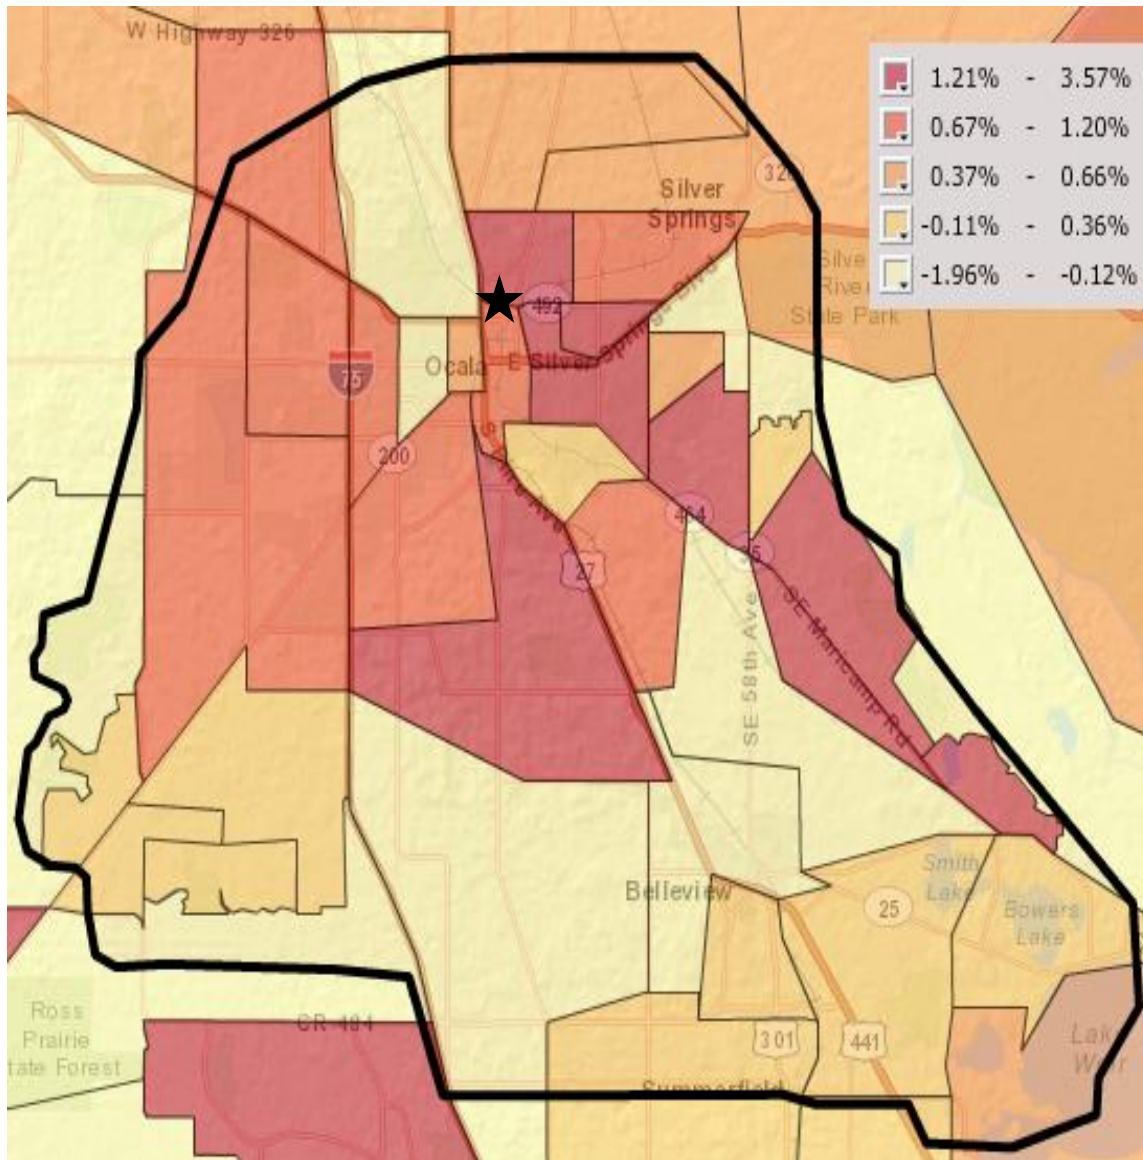 W Highway 326
1.21% - 3.57%
0.67% - 1.20%
0.37% - 0.66%
-0.11% - 0.36%
-1.96% - -0.12%
326
Silver
Springs
Silver
River
State Park
492
Ocala
E Silver Springs Blvd
75
200
S Pine Ave
464
35
27
SE 58th Ave
SE Maricamp Rd
Belleview
Smith
Lake
25
Bowers
Lake
Ross
Prairie
tate Forest
CR 484
301
441
Lake
Weir
Summerfield